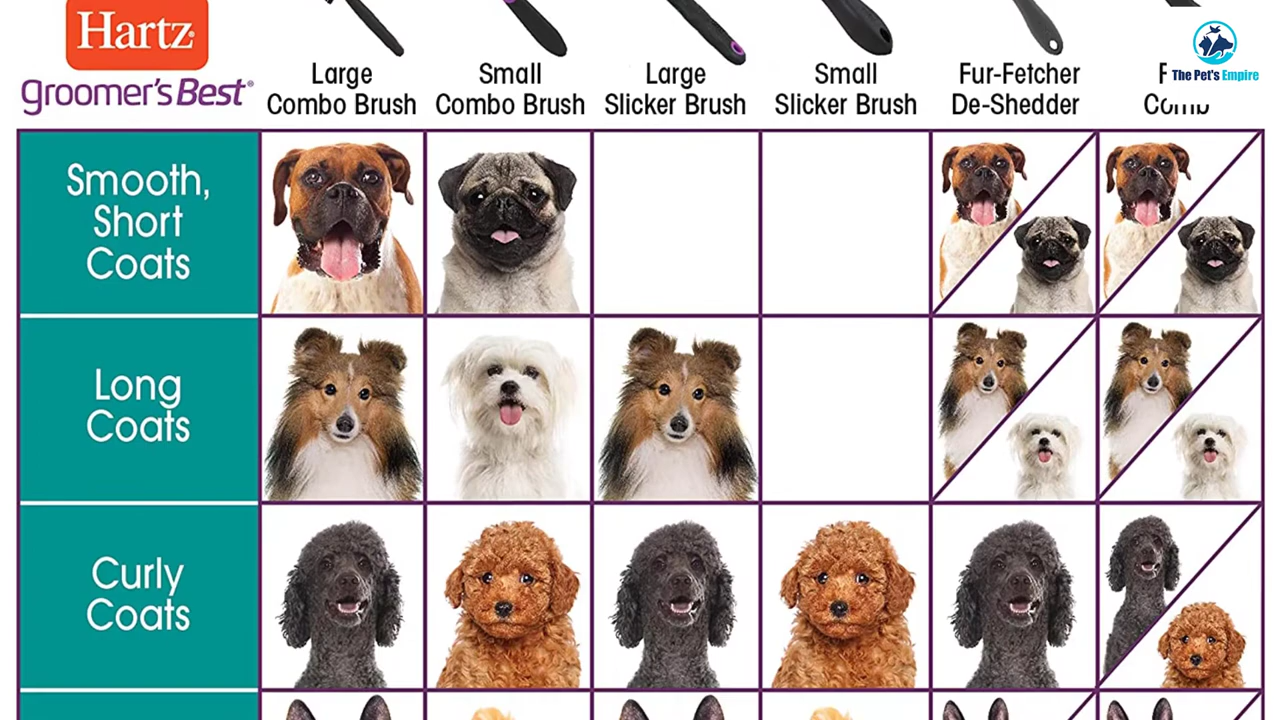 Hartz
groomer's Best®
Large
Combo Brush
Small
Combo Brush
Large
Slicker Brush
Small
Slicker Brush
Fur-Fetcher
De-Shedder
The Pet's Empire
Smooth,
Short
Coats
Long
Coats
Curly
Coats